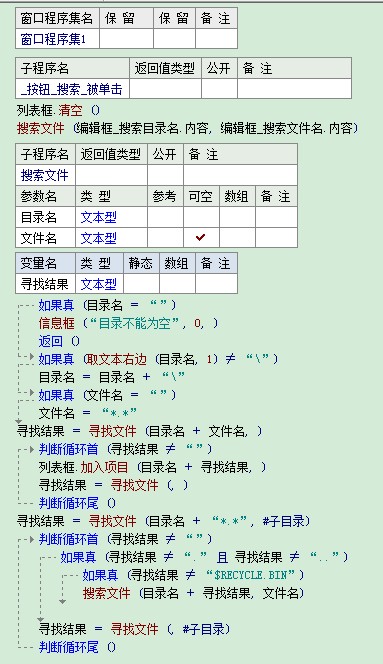 窗口程序集名 保 留 保 留 备 注
窗口程序集1
子程序名 返回值类型 公开 备 注
_按钮_搜索_被单击
列表框.清空 ()
搜索文件 (编辑框_搜索目录名.内容, 编辑框_搜索文件名.内容)
子程序名 返回值类型 公开 备 注
搜索文件
参数名 类 型 参考 可空 数组 备 注
目录名 文本型
文件名 文本型 ✓
变量名 类 型 静态 数组 备 注
寻找结果 文本型
如果真 (目录名 = “”)
信息框 (“目录不能为空”, 0, )
返回 ()
如果真 (取文本右边 (目录名, 1) ≠ “\”)
目录名 = 目录名 + “\”
如果真 (文件名 = “”)
文件名 = “*.*”
寻找结果 = 寻找文件 (目录名 + 文件名, )
判断循环首 (寻找结果 ≠ “”)
列表框.加入项目 (目录名 + 寻找结果, )
寻找结果 = 寻找文件 (, )
判断循环尾 ()
寻找结果 = 寻找文件 (目录名 + “*.*”, #子目录)
判断循环首 (寻找结果 ≠ “”)
如果真 (寻找结果 ≠ “.” 且 寻找结果 ≠ “..”)
如果真 (寻找结果 ≠ “$RECYCLE.BIN”)
搜索文件 (目录名 + 寻找结果, 文件名)
寻找结果 = 寻找文件 (, #子目录)
判断循环尾 ()